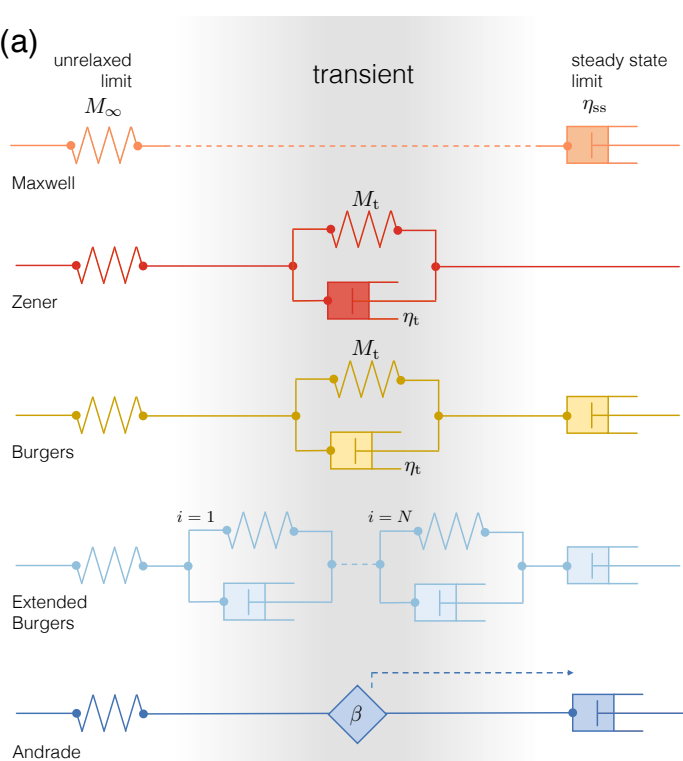 (a)
unrelaxed
limit
transient
steady state
limit
M∞
ηss
Maxwell
Mt
Zener
ηt
Mt
Burgers
ηt
i = 1
i = N
Extended
Burgers
β
Andrade